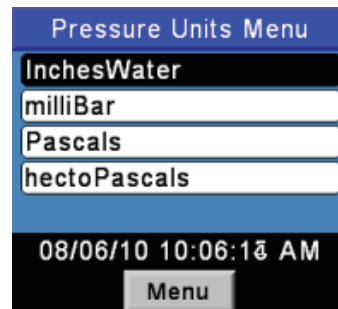 Pressure Units Menu
InchesWater
milliBar
Pascals
hectoPascals
08/06/10 AM
Menu